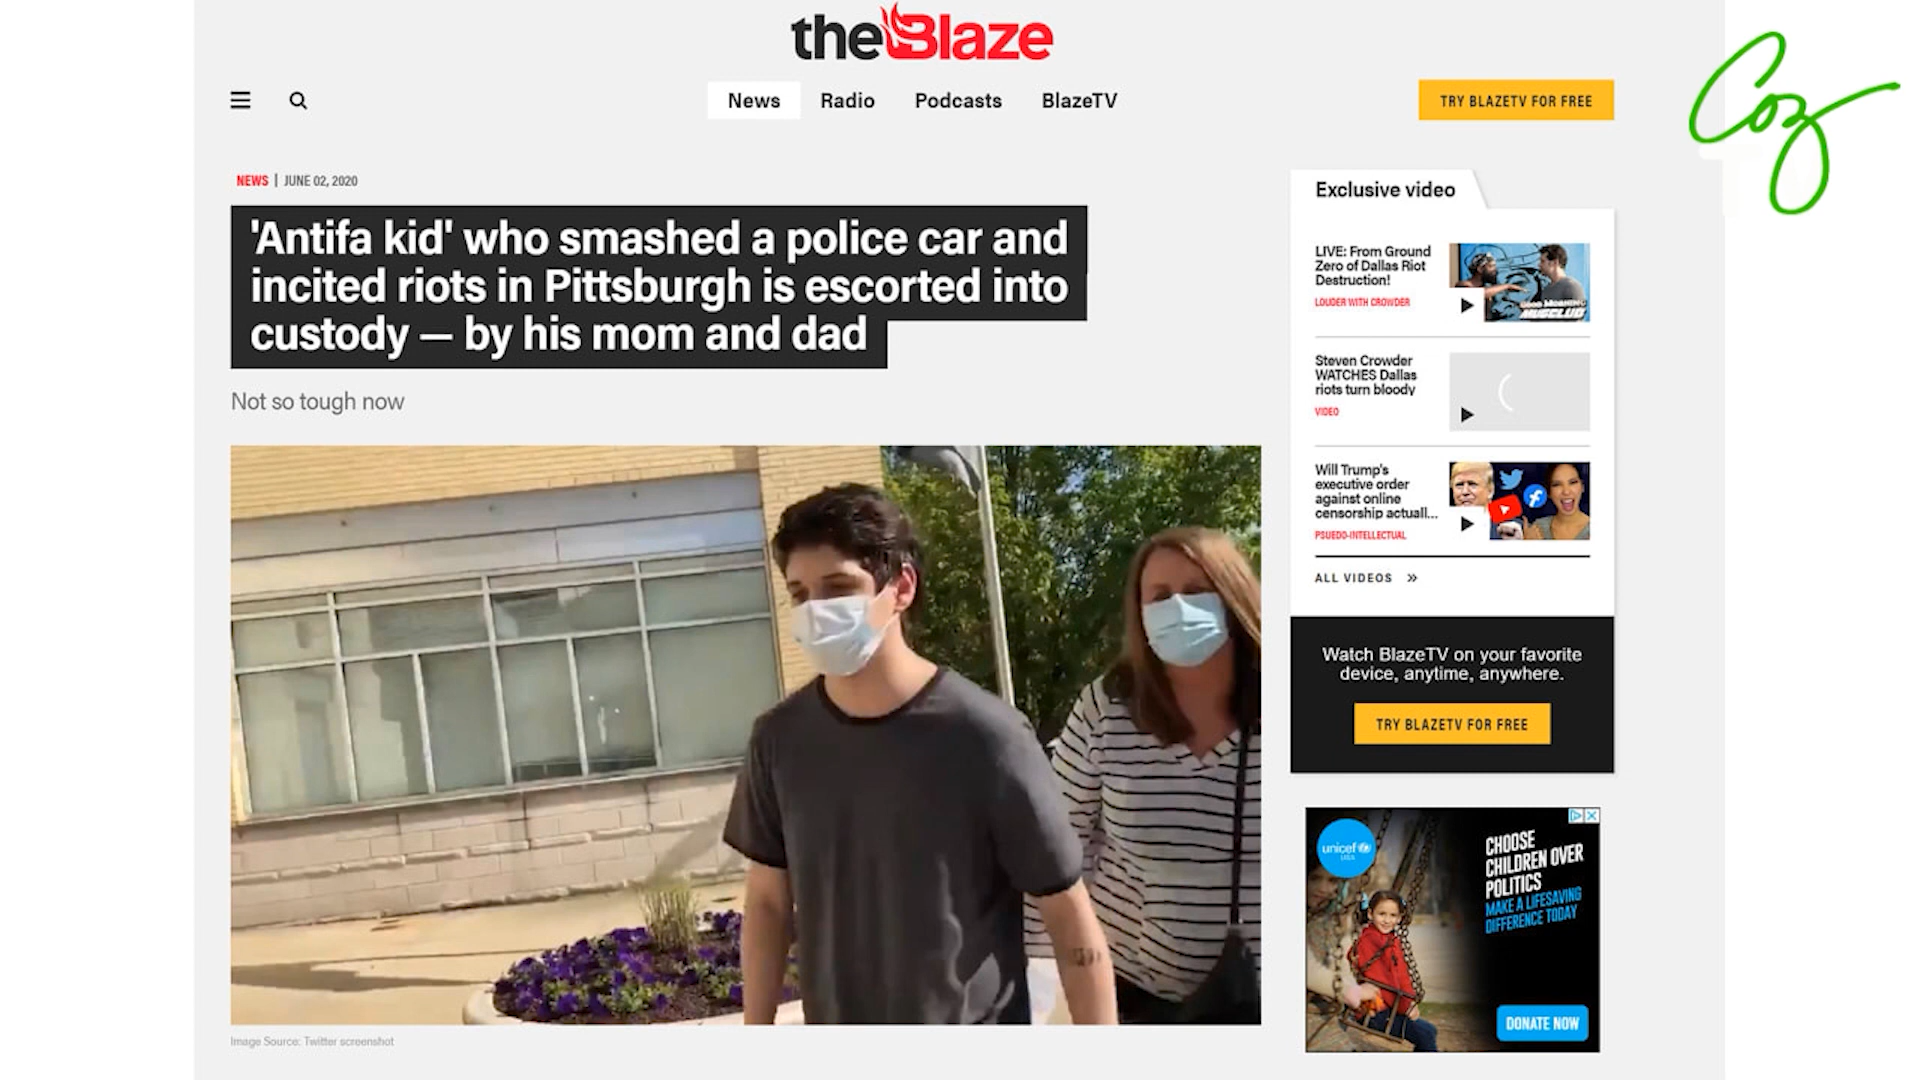 theBlaze
News Radio Podcasts BlazeTV
TRY BLAZETV FOR FREE
Coz
NEWS | JUNE 02, 2020
'Antifa kid' who smashed a police car and
incited riots in Pittsburgh is escorted into
custody — by his mom and dad
Not so tough now
Image Source: Twitter screenshot
Exclusive video
LIVE: From Ground
Zero of Dallas Riot
Destruction!
LOUDER WITH CROWDER
GOOD MORNING
MUGCLUB
Steven Crowder
WATCHES Dallas
riots turn bloody
VIDEO
Will Trump's
executive order
against online
censorship actuall...
PSUEDO-INTELLECTUAL
ALL VIDEOS »
Watch BlazeTV on your favorite
device, anytime, anywhere.
TRY BLAZETV FOR FREE
unicef
USA
CHOOSE
CHILDREN OVER
POLITICS
MAKE A LIFESAVING
DIFFERENCE TODAY
DONATE NOW